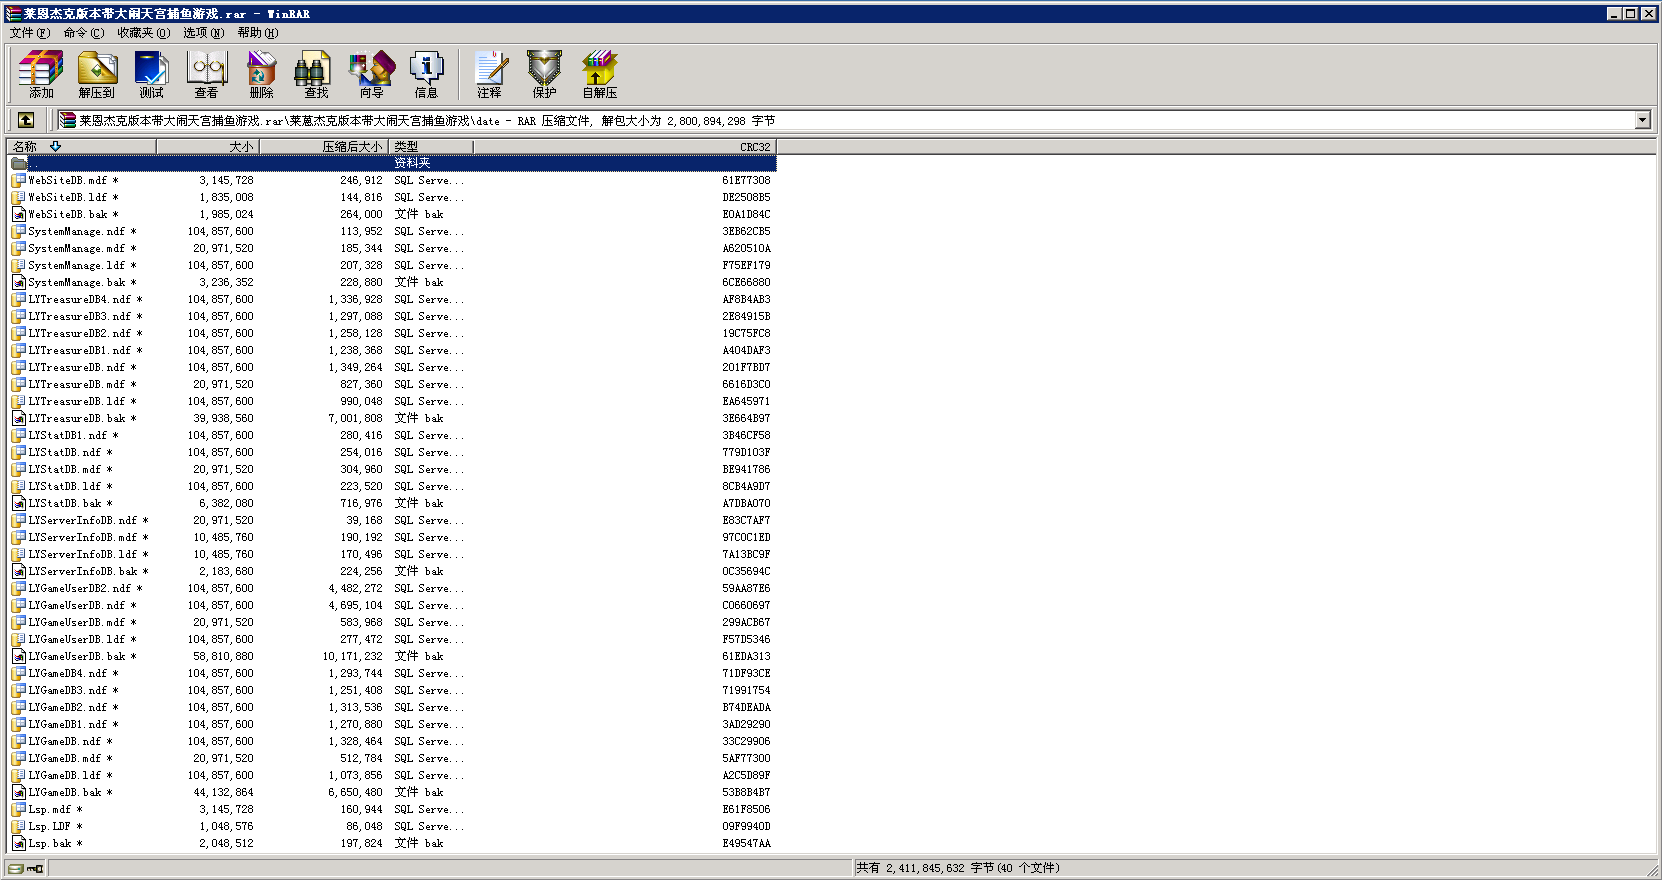 莱恩杰克版本带大闹天宫捕鱼游戏.rar - WinRAR
文件(F) 命令(C) 收藏夹(O) 选项(N) 帮助(H)
添加 解压到 测试 查看 删除 查找 向导 信息 注释 保护 自解压
莱恩杰克版本带大闹天宫捕鱼游戏.rar\莱恩杰克版本带大闹天宫捕鱼游戏\date - RAR 压缩文件, 解包大小为 2,800,894,298 字节
名称 大小 压缩后大小 类型 CRC32
.. 资料夹
WebSiteDB.mdf * 3,145,728 246,912 SQL Serve... 61E77308
WebSiteDB.ldf * 1,835,008 144,816 SQL Serve... DE2508B5
WebSiteDB.bak * 1,985,024 264,000 文件 bak E0A1D84C
SystemManage.ndf * 104,857,600 113,952 SQL Serve... 3EB62CB5
SystemManage.mdf * 20,971,520 185,344 SQL Serve... A620510A
SystemManage.ldf * 104,857,600 207,328 SQL Serve... F75EF179
SystemManage.bak * 3,236,352 228,880 文件 bak 6CE66880
LYTreasureDB4.ndf * 104,857,600 1,336,928 SQL Serve... AF8B4AB3
LYTreasureDB3.ndf * 104,857,600 1,297,088 SQL Serve... 2E84915B
LYTreasureDB2.ndf * 104,857,600 1,258,128 SQL Serve... 19C75FC8
LYTreasureDB1.ndf * 104,857,600 1,238,368 SQL Serve... A404DAF3
LYTreasureDB.ndf * 104,857,600 1,349,264 SQL Serve... 201F7BD7
LYTreasureDB.mdf * 20,971,520 827,360 SQL Serve... 6616D3C0
LYTreasureDB.ldf * 104,857,600 990,048 SQL Serve... EA645971
LYTreasureDB.bak * 39,938,560 7,001,808 文件 bak 3E664B97
LYStatDB1.ndf * 104,857,600 280,416 SQL Serve... 3B46CF58
LYStatDB.ndf * 104,857,600 254,016 SQL Serve... 779D103F
LYStatDB.mdf * 20,971,520 304,960 SQL Serve... BE941786
LYStatDB.ldf * 104,857,600 223,520 SQL Serve... 8CB4A9D7
LYStatDB.bak * 6,382,080 716,976 文件 bak A7DBA070
LYServerInfoDB.ndf * 20,971,520 39,168 SQL Serve... E83C7AF7
LYServerInfoDB.mdf * 10,485,760 190,192 SQL Serve... 97C0C1ED
LYServerInfoDB.ldf * 10,485,760 170,496 SQL Serve... 7A13BC9F
LYServerInfoDB.bak * 2,183,680 224,256 文件 bak 0C35694C
LYGameUserDB2.ndf * 104,857,600 4,482,272 SQL Serve... 59AA87E6
LYGameUserDB.ndf * 104,857,600 4,695,104 SQL Serve... C0660697
LYGameUserDB.mdf * 20,971,520 583,968 SQL Serve... 299ACB67
LYGameUserDB.ldf * 104,857,600 277,472 SQL Serve... F57D5346
LYGameUserDB.bak * 58,810,880 10,171,232 文件 bak 61EDA313
LYGameDB4.ndf * 104,857,600 1,293,744 SQL Serve... 71DF93CE
LYGameDB3.ndf * 104,857,600 1,251,408 SQL Serve... 71991754
LYGameDB2.ndf * 104,857,600 1,313,536 SQL Serve... B74DEADA
LYGameDB1.ndf * 104,857,600 1,270,880 SQL Serve... 3AD29290
LYGameDB.ndf * 104,857,600 1,328,464 SQL Serve... 33C29906
LYGameDB.mdf * 20,971,520 512,784 SQL Serve... 5AF77300
LYGameDB.ldf * 104,857,600 1,073,856 SQL Serve... A2C5D89F
LYGameDB.bak * 44,132,864 6,650,480 文件 bak 53B8B4B7
Lsp.mdf * 3,145,728 160,944 SQL Serve... E61F8506
Lsp.LDF * 1,048,576 86,048 SQL Serve... 09F9940D
Lsp.bak * 2,048,512 197,824 文件 bak E49547AA
共有 2,411,845,632 字节(40 个文件)